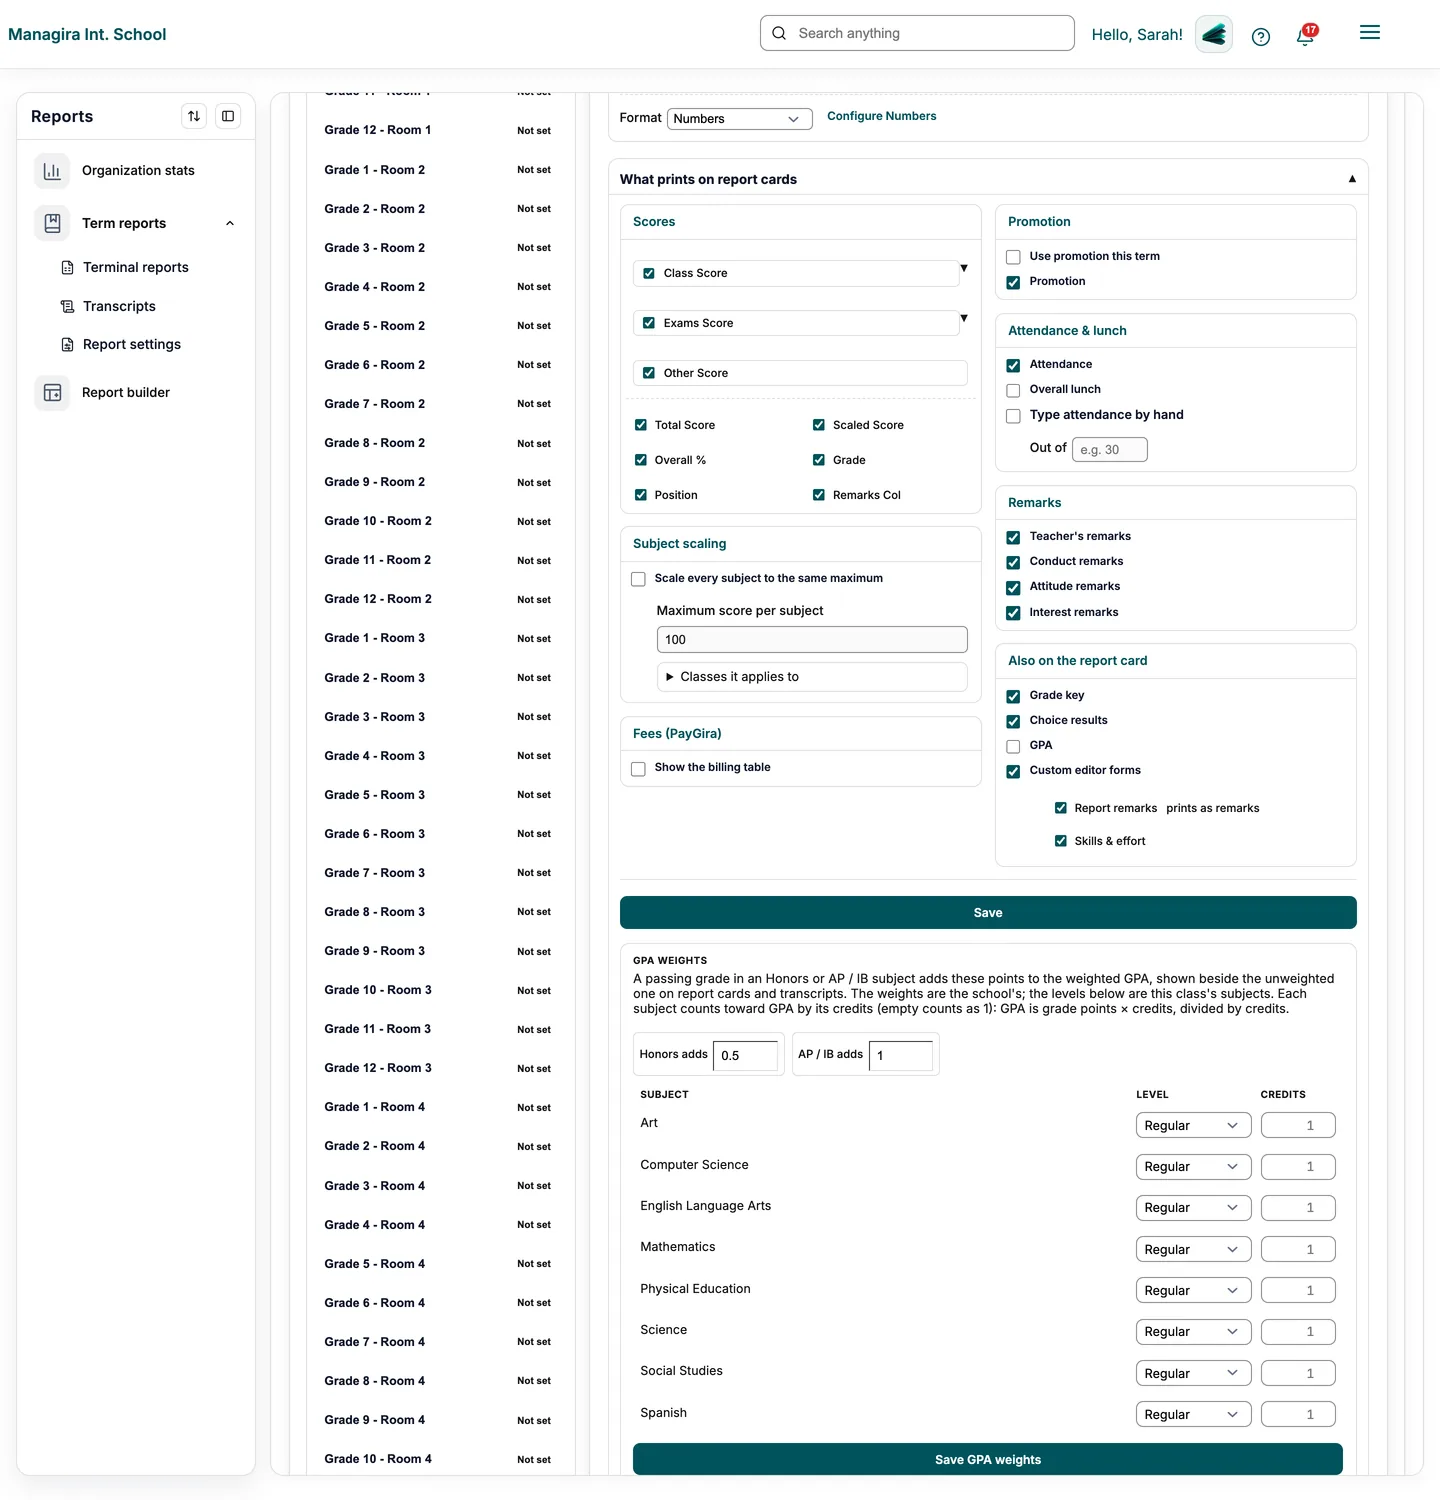 Managira Int. School
Search anything
Hello, Sarah!
17
Reports
Organization stats
Term reports
Terminal reports
Transcripts
Report settings
Report builder
Grade 11 - Room 1 Not set
Grade 12 - Room 1 Not set
Grade 1 - Room 2 Not set
Grade 2 - Room 2 Not set
Grade 3 - Room 2 Not set
Grade 4 - Room 2 Not set
Grade 5 - Room 2 Not set
Grade 6 - Room 2 Not set
Grade 7 - Room 2 Not set
Grade 8 - Room 2 Not set
Grade 9 - Room 2 Not set
Grade 10 - Room 2 Not set
Grade 11 - Room 2 Not set
Grade 12 - Room 2 Not set
Grade 1 - Room 3 Not set
Grade 2 - Room 3 Not set
Grade 3 - Room 3 Not set
Grade 4 - Room 3 Not set
Grade 5 - Room 3 Not set
Grade 6 - Room 3 Not set
Grade 7 - Room 3 Not set
Grade 8 - Room 3 Not set
Grade 9 - Room 3 Not set
Grade 10 - Room 3 Not set
Grade 11 - Room 3 Not set
Grade 12 - Room 3 Not set
Grade 1 - Room 4 Not set
Grade 2 - Room 4 Not set
Grade 3 - Room 4 Not set
Grade 4 - Room 4 Not set
Grade 5 - Room 4 Not set
Grade 6 - Room 4 Not set
Grade 7 - Room 4 Not set
Grade 8 - Room 4 Not set
Grade 9 - Room 4 Not set
Grade 10 - Room 4 Not set
Format Numbers Configure Numbers
What prints on report cards
Scores
Class Score
Exams Score
Other Score
Total Score Scaled Score
Overall % Grade
Position Remarks Col
Subject scaling
Scale every subject to the same maximum
Maximum score per subject
100
Classes it applies to
Fees (PayGira)
Show the billing table
Promotion
Use promotion this term
Promotion
Attendance & lunch
Attendance
Overall lunch
Type attendance by hand
Out of e.g. 30
Remarks
Teacher's remarks
Conduct remarks
Attitude remarks
Interest remarks
Also on the report card
Grade key
Choice results
GPA
Custom editor forms
Report remarks prints as remarks
Skills & effort
Save
GPA WEIGHTS
A passing grade in an Honors or AP / IB subject adds these points to the weighted GPA, shown beside the unweighted
one on report cards and transcripts. The weights are the school's; the levels below are this class's subjects. Each
subject counts toward GPA by its credits (empty counts as 1): GPA is grade points × credits, divided by credits.
Honors adds 0.5 AP / IB adds 1
SUBJECT LEVEL CREDITS
Art Regular 1
Computer Science Regular 1
English Language Arts Regular 1
Mathematics Regular 1
Physical Education Regular 1
Science Regular 1
Social Studies Regular 1
Spanish Regular 1
Save GPA weights